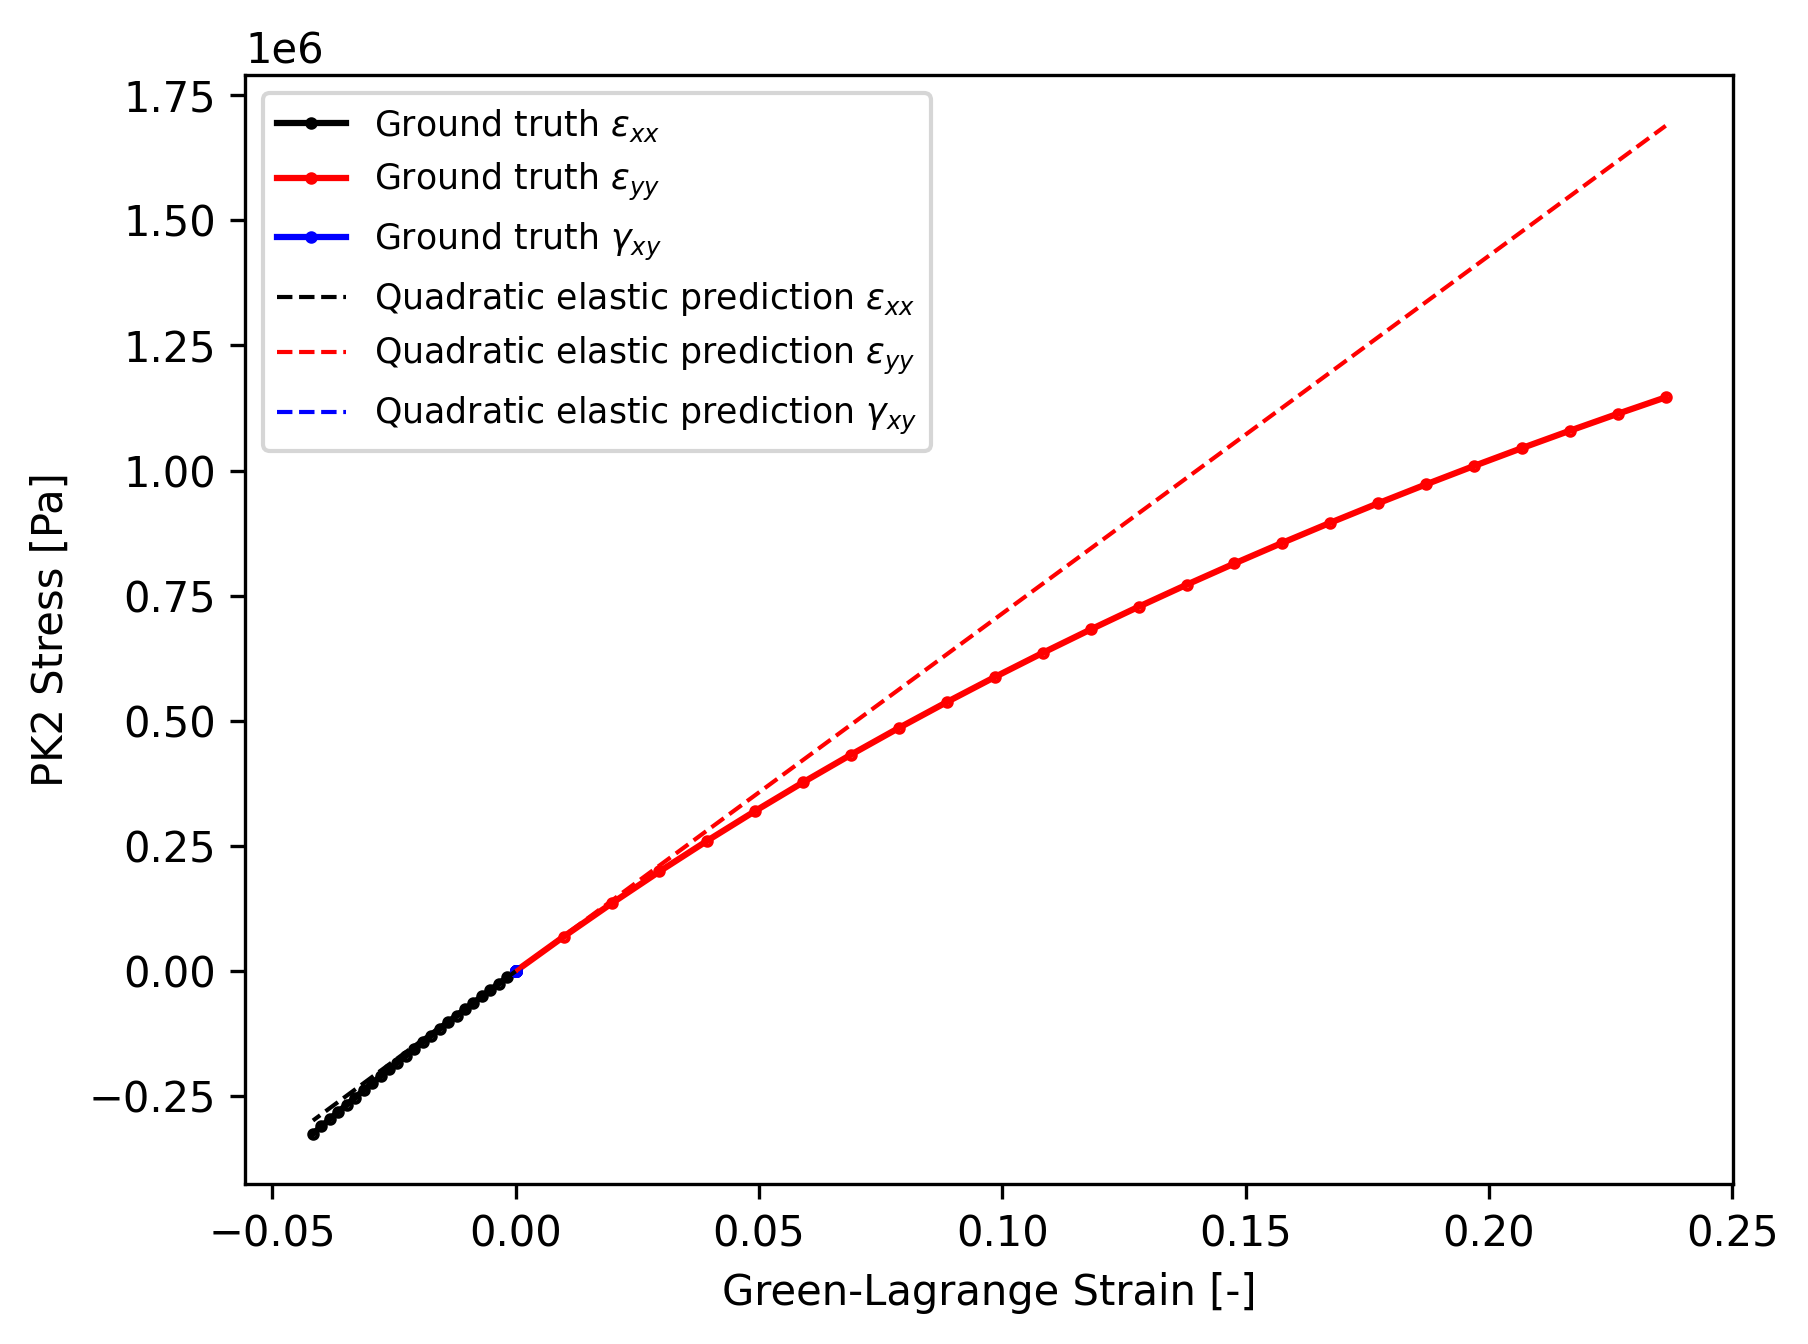 1e6
1.75
1.50
1.25
1.00
0.75
0.50
0.25
0.00
−0.25
PK2 Stress [Pa]
Ground truth εxx
Ground truth εyy
Ground truth γxy
Quadratic elastic prediction εxx
Quadratic elastic prediction εyy
Quadratic elastic prediction γxy
−0.05 0.00 0.05 0.10 0.15 0.20 0.25
Green-Lagrange Strain [-]